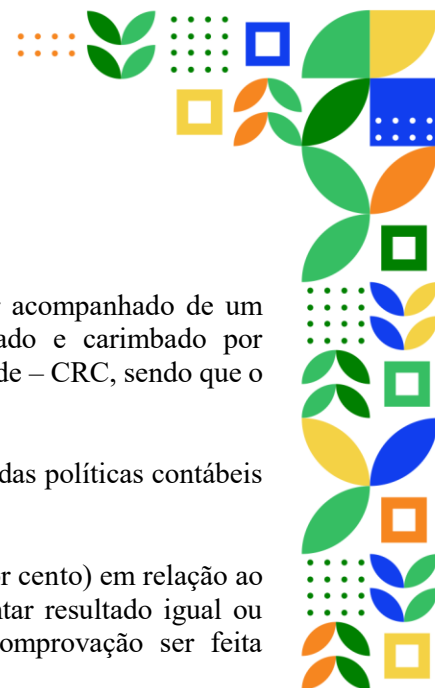 acompanhado de um
ado e carimbado por
de – CRC, sendo que o
das políticas contábeis
r cento) em relação ao
ntar resultado igual ou
omprovação ser feita